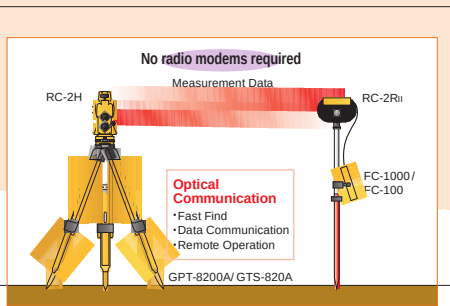 No radio modems required
Measurement Data
RC-2H
RC-2RII
FC-1000/
FC-100
Optical
Communication
·Fast Find
·Data Communication
·Remote Operation
GPT-8200A/ GTS-820A